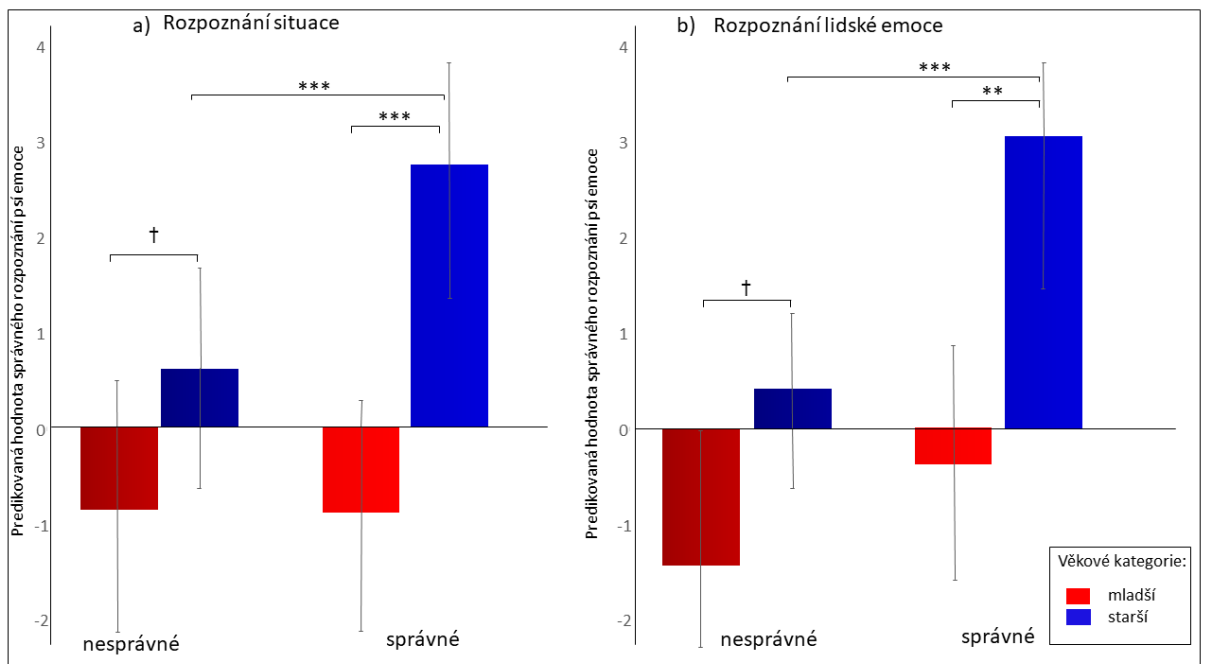 a) Rozpoznání situace
Predikovaná hodnota správného rozpoznání psí emoce
4
3
2
1
0
-1
-2
***
***
†
nesprávné
správné
b) Rozpoznání lidské emoce
Predikovaná hodnota správného rozpoznání psí emoce
4
3
2
1
0
-1
-2
***
**
†
nesprávné
správné
Věkové kategorie:
mladší
starší